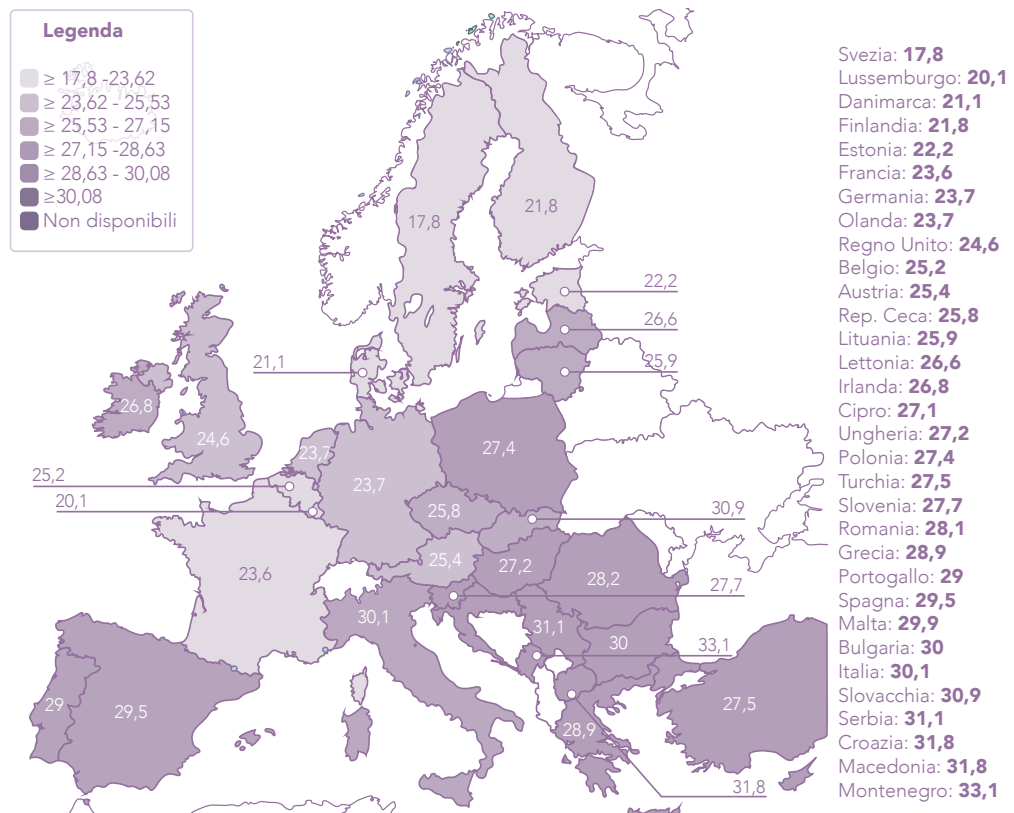 Legenda
≥ 17,8 -23,62
≥ 23,62 - 25,53
≥ 25,53 - 27,15
≥ 27,15 -28,63
≥ 28,63 - 30,08
≥30,08
Non disponibili
17,8
21,8
22,2
26,6
25,9
21,1
26,8
24,6
23,7
27,4
23,7
25,2
20,1
25,8
30,9
25,4
27,2
23,6
28,2
27,7
30,1
31,1
30
33,1
29
29,5
27,5
28,9
31,8
Svezia: 17,8
Lussemburgo: 20,1
Danimarca: 21,1
Finlandia: 21,8
Estonia: 22,2
Francia: 23,6
Germania: 23,7
Olanda: 23,7
Regno Unito: 24,6
Belgio: 25,2
Austria: 25,4
Rep. Ceca: 25,8
Lituania: 25,9
Lettonia: 26,6
Irlanda: 26,8
Cipro: 27,1
Ungheria: 27,2
Polonia: 27,4
Turchia: 27,5
Slovenia: 27,7
Romania: 28,1
Grecia: 28,9
Portogallo: 29
Spagna: 29,5
Malta: 29,9
Bulgaria: 30
Italia: 30,1
Slovacchia: 30,9
Serbia: 31,1
Croazia: 31,8
Macedonia: 31,8
Montenegro: 33,1